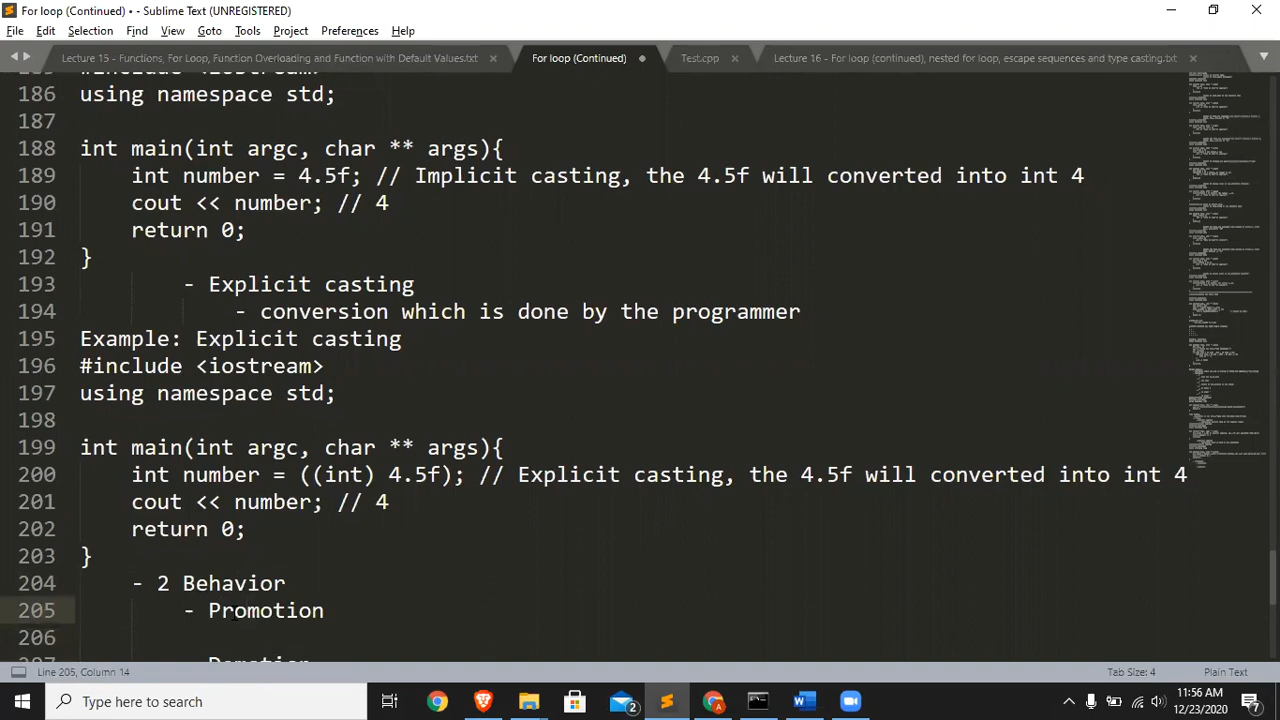 For loop (Continued) • - Sublime Text (UNREGISTERED)
File Edit Selection Find View Goto Tools Project Preferences Help
Lecture 15 - Functions, For Loop, Function Overloading and Function with Default Values.txt For loop (Continued) Test.cpp Lecture 16 - For loop (continued), nested for loop, escape sequences and type casting.txt
185 #include <iostream>
186 using namespace std;
187
188 int main(int argc, char ** args){
189 int number = 4.5f; // Implicit casting, the 4.5f will converted into int 4
190 cout << number; // 4
191 return 0;
192 }
193 - Explicit casting
194 - conversion which is done by the programmer
195 Example: Explicit casting
196 #include <iostream>
197 using namespace std;
198
199 int main(int argc, char ** args){
200 int number = ((int) 4.5f); // Explicit casting, the 4.5f will converted into int 4
201 cout << number; // 4
202 return 0;
203 }
204 - 2 Behavior
205 - Promotion
206
207 - Demotion
Line 205, Column 14 Tab Size: 4 Plain Text
Type here to search 2 11:56 AM
12/23/2020 7